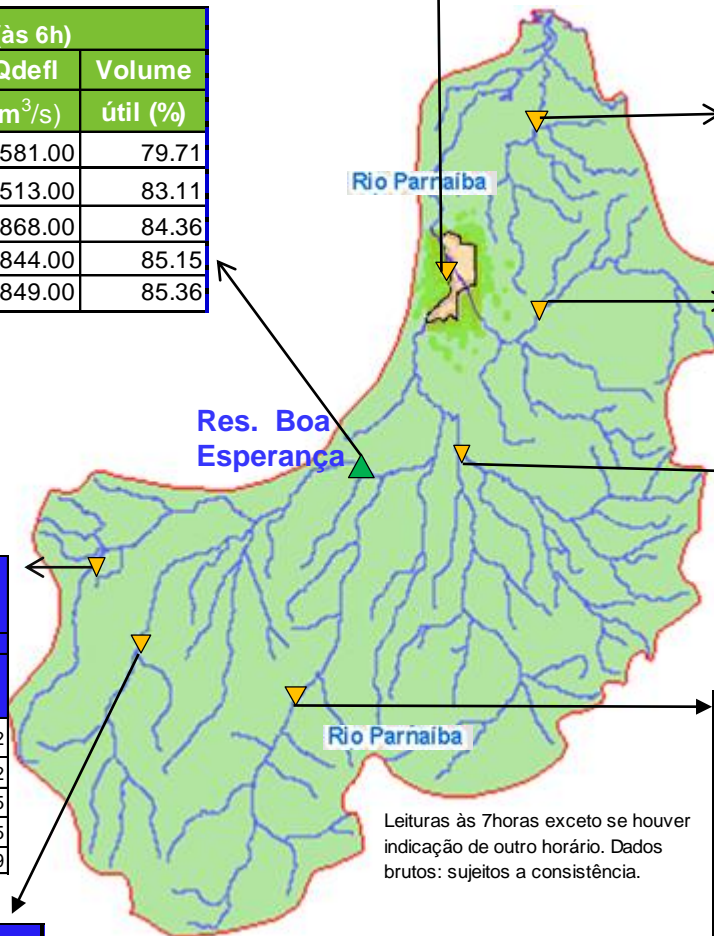 (às 6h)
Qdefl Volume
m³/s) útil (%)
581.00 79.71
513.00 83.11
868.00 84.36
844.00 85.15
849.00 85.36
Rio Parnaíba
Res. Boa
Esperança
Rio Parnaíba
Leituras às 7horas exceto se houver
indicação de outro horário. Dados
brutos: sujeitos a consistência.